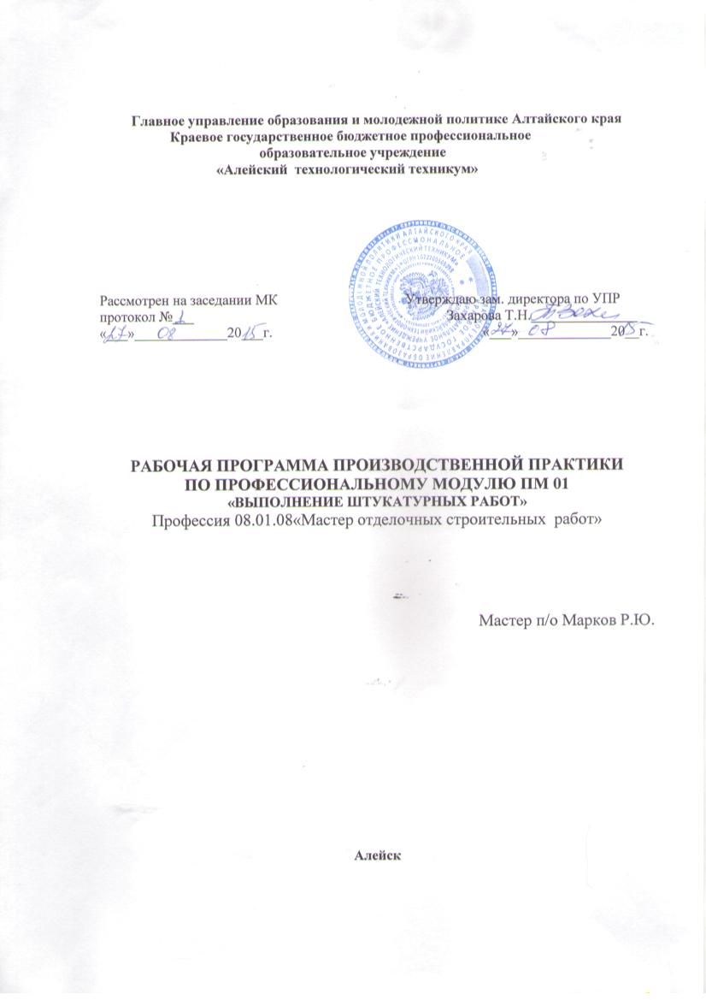 Главное управление образования и молодежной политике Алтайского края
Краевое государственное бюджетное профессиональное
образовательное учреждение
«Алейский технологический техникум»
Рассмотрен на заседании МК
протокол № 1
«27» 08 2015 г.
Утверждаю зам. директора по УПР
Захарова Т.Н.
«27» 08 2015 г.
РАБОЧАЯ ПРОГРАММА ПРОИЗВОДСТВЕННОЙ ПРАКТИКИ
ПО ПРОФЕССИОНАЛЬНОМУ МОДУЛЮ ПМ 01
«ВЫПОЛНЕНИЕ ШТУКАТУРНЫХ РАБОТ»
Профессия 08.01.08«Мастер отделочных строительных работ»
Мастер п/о Марков Р.Ю.
Алейск